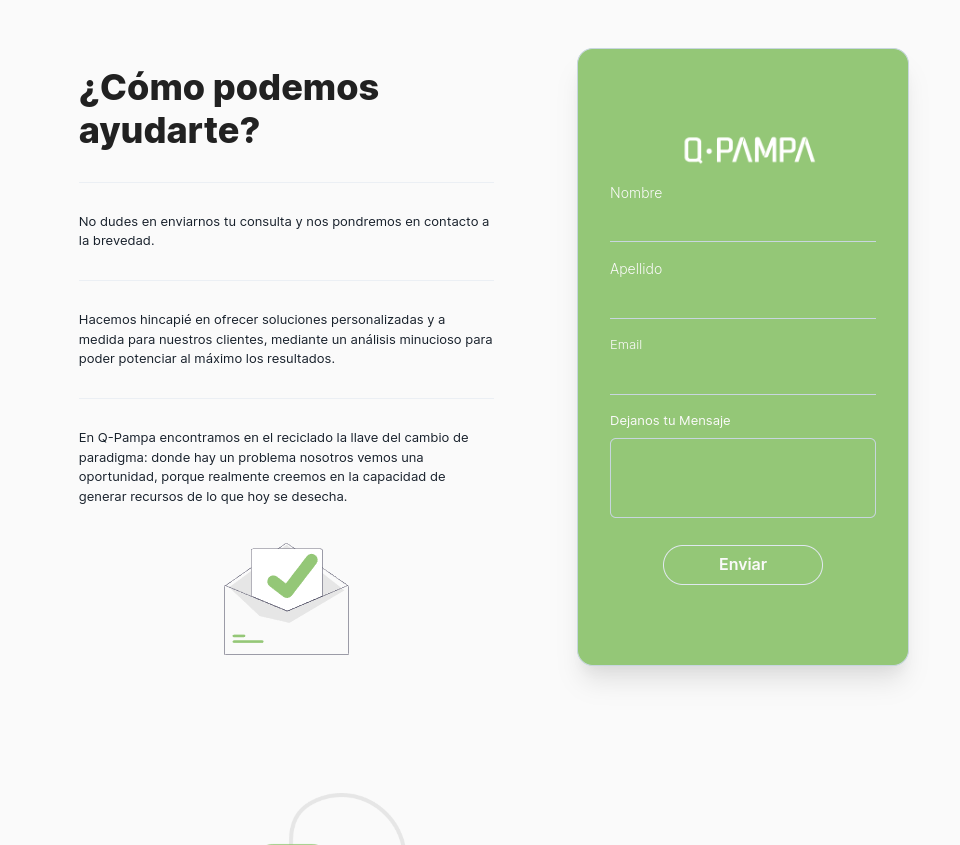 ¿Cómo podemos
ayudarte?
No dudes en enviarnos tu consulta y nos pondremos en contacto a
la brevedad.
Hacemos hincapié en ofrecer soluciones personalizadas y a
medida para nuestros clientes, mediante un análisis minucioso para
poder potenciar al máximo los resultados.
En Q-Pampa encontramos en el reciclado la llave del cambio de
paradigma: donde hay un problema nosotros vemos una
oportunidad, porque realmente creemos en la capacidad de
generar recursos de lo que hoy se desecha.
Q·PAMPA
Nombre
Apellido
Email
Dejanos tu Mensaje
Enviar